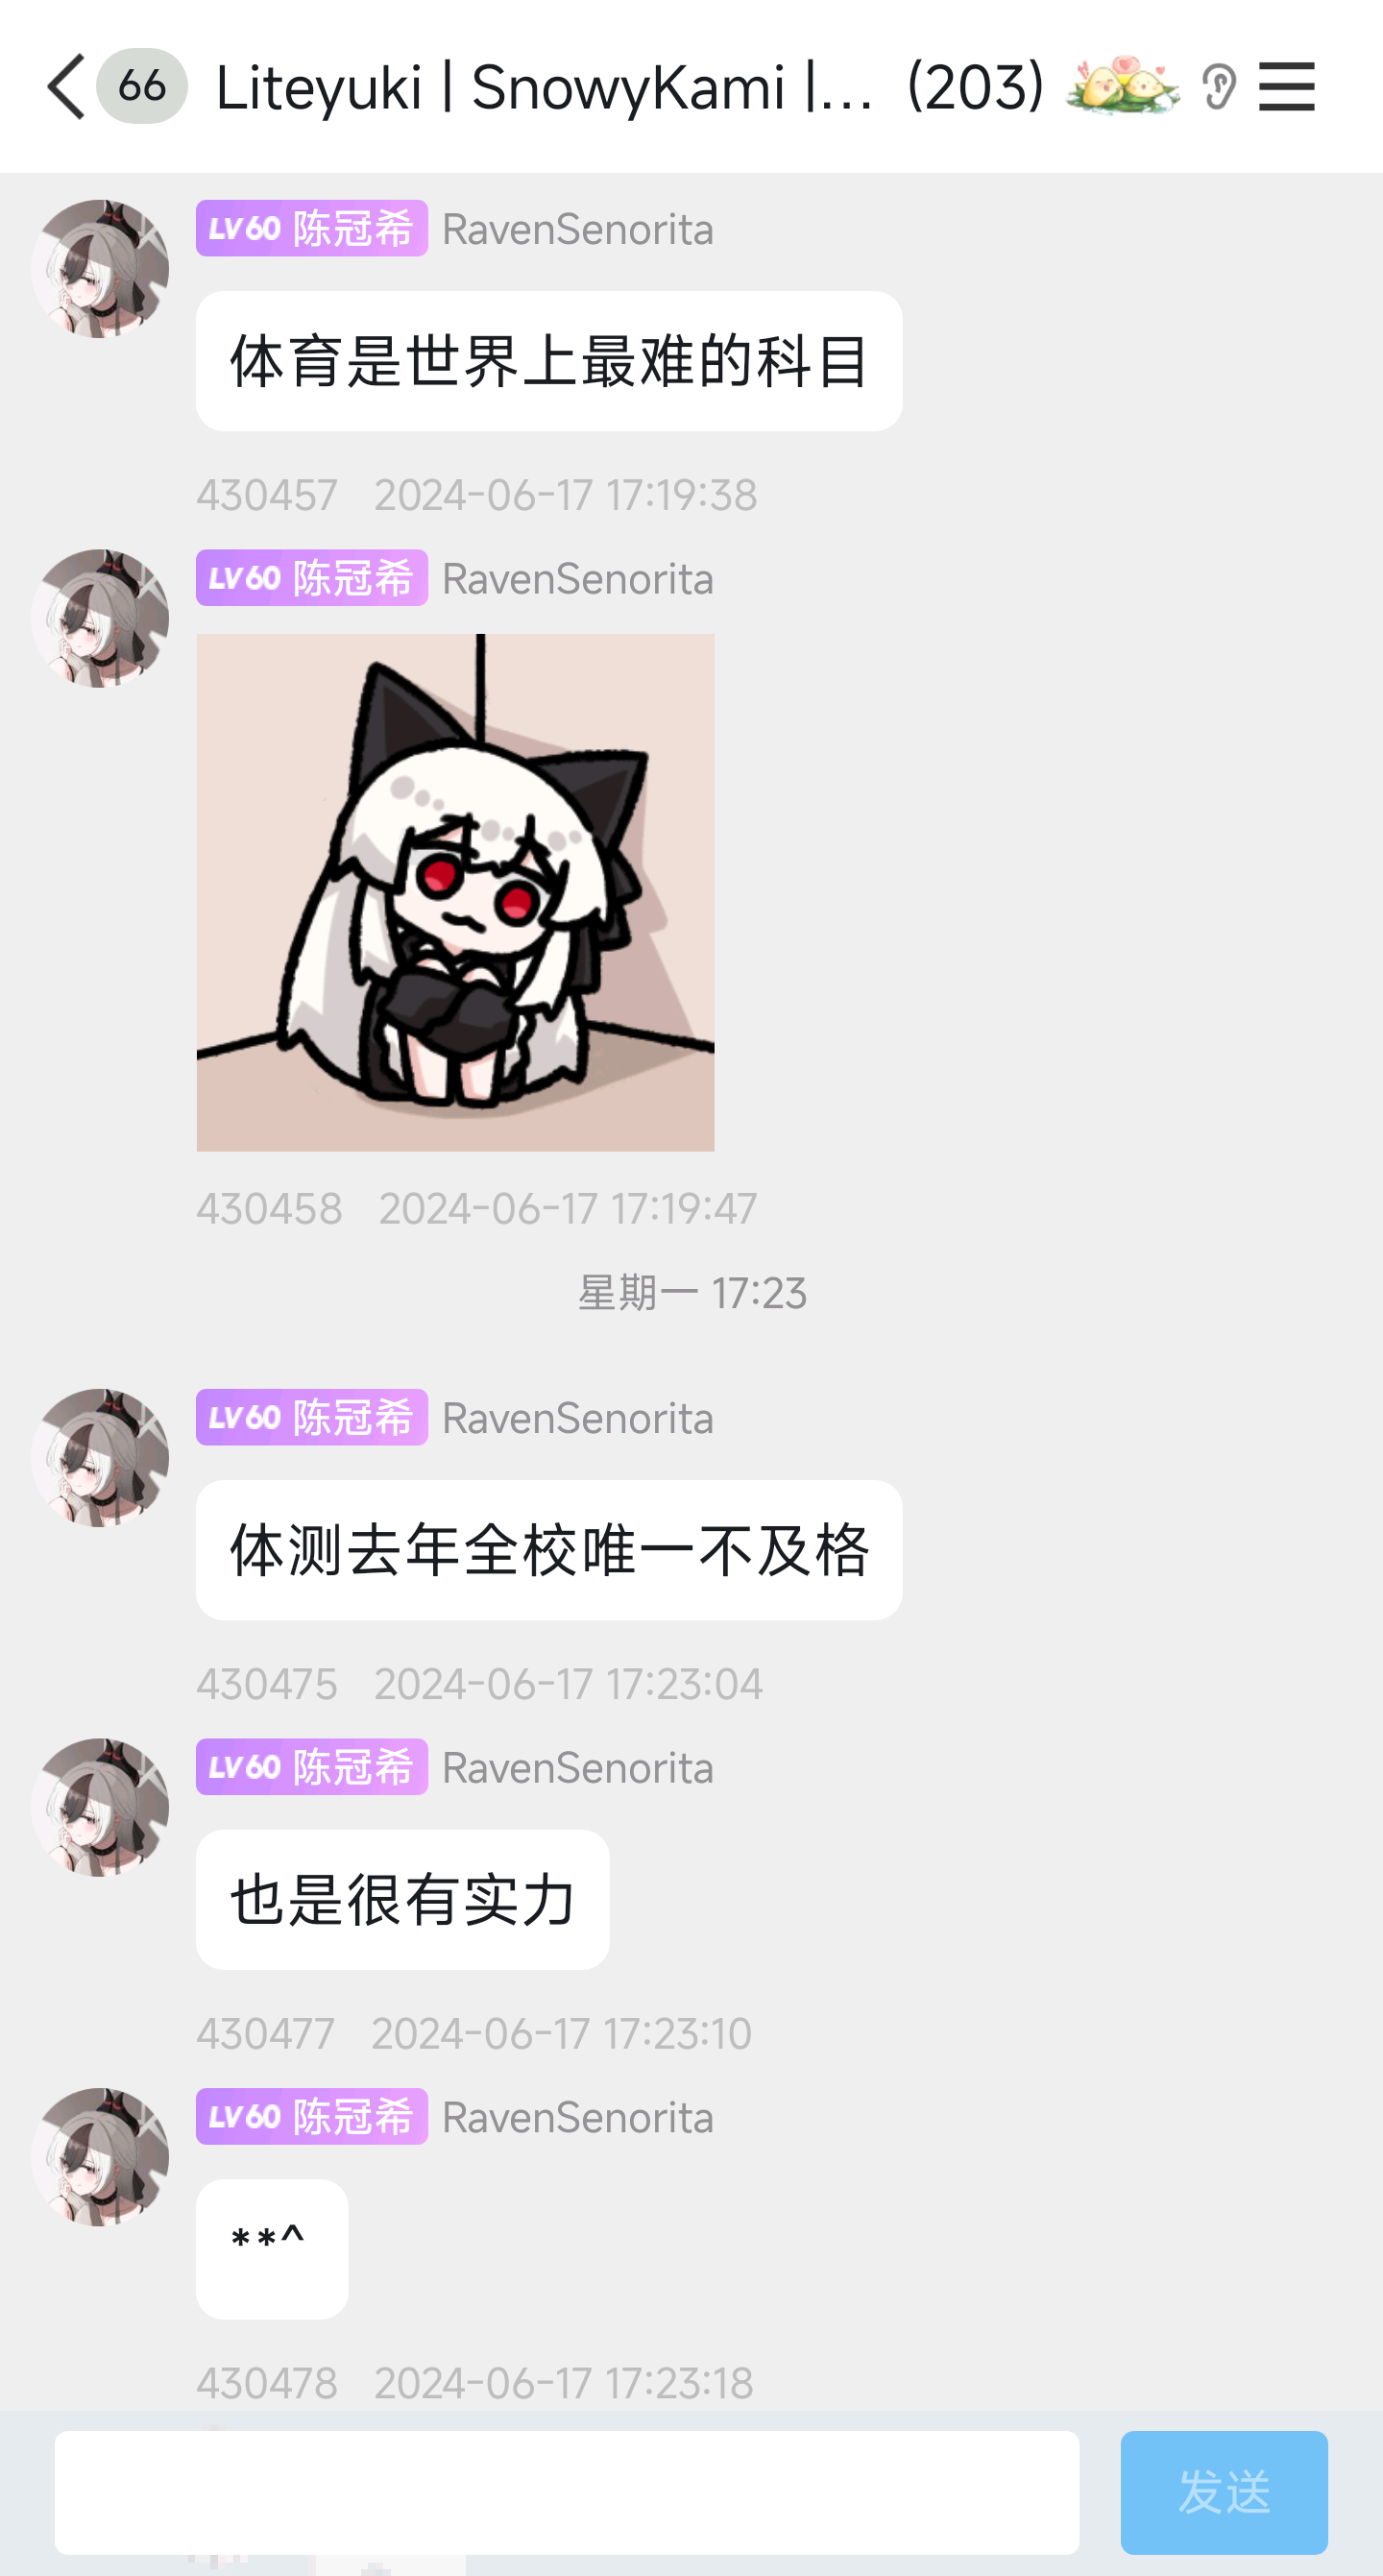 66 Liteyuki | SnowyKami |... (203)
LV60 陈冠希 RavenSenorita
体育是世界上最难的科目
430457 2024-06-17 17:19:38
LV60 陈冠希 RavenSenorita
430458 2024-06-17 17:19:47
星期一 17:23
LV60 陈冠希 RavenSenorita
体测去年全校唯一不及格
430475 2024-06-17 17:23:04
LV60 陈冠希 RavenSenorita
也是很有实力
430477 2024-06-17 17:23:10
LV60 陈冠希 RavenSenorita
**^
430478 2024-06-17 17:23:18
发送